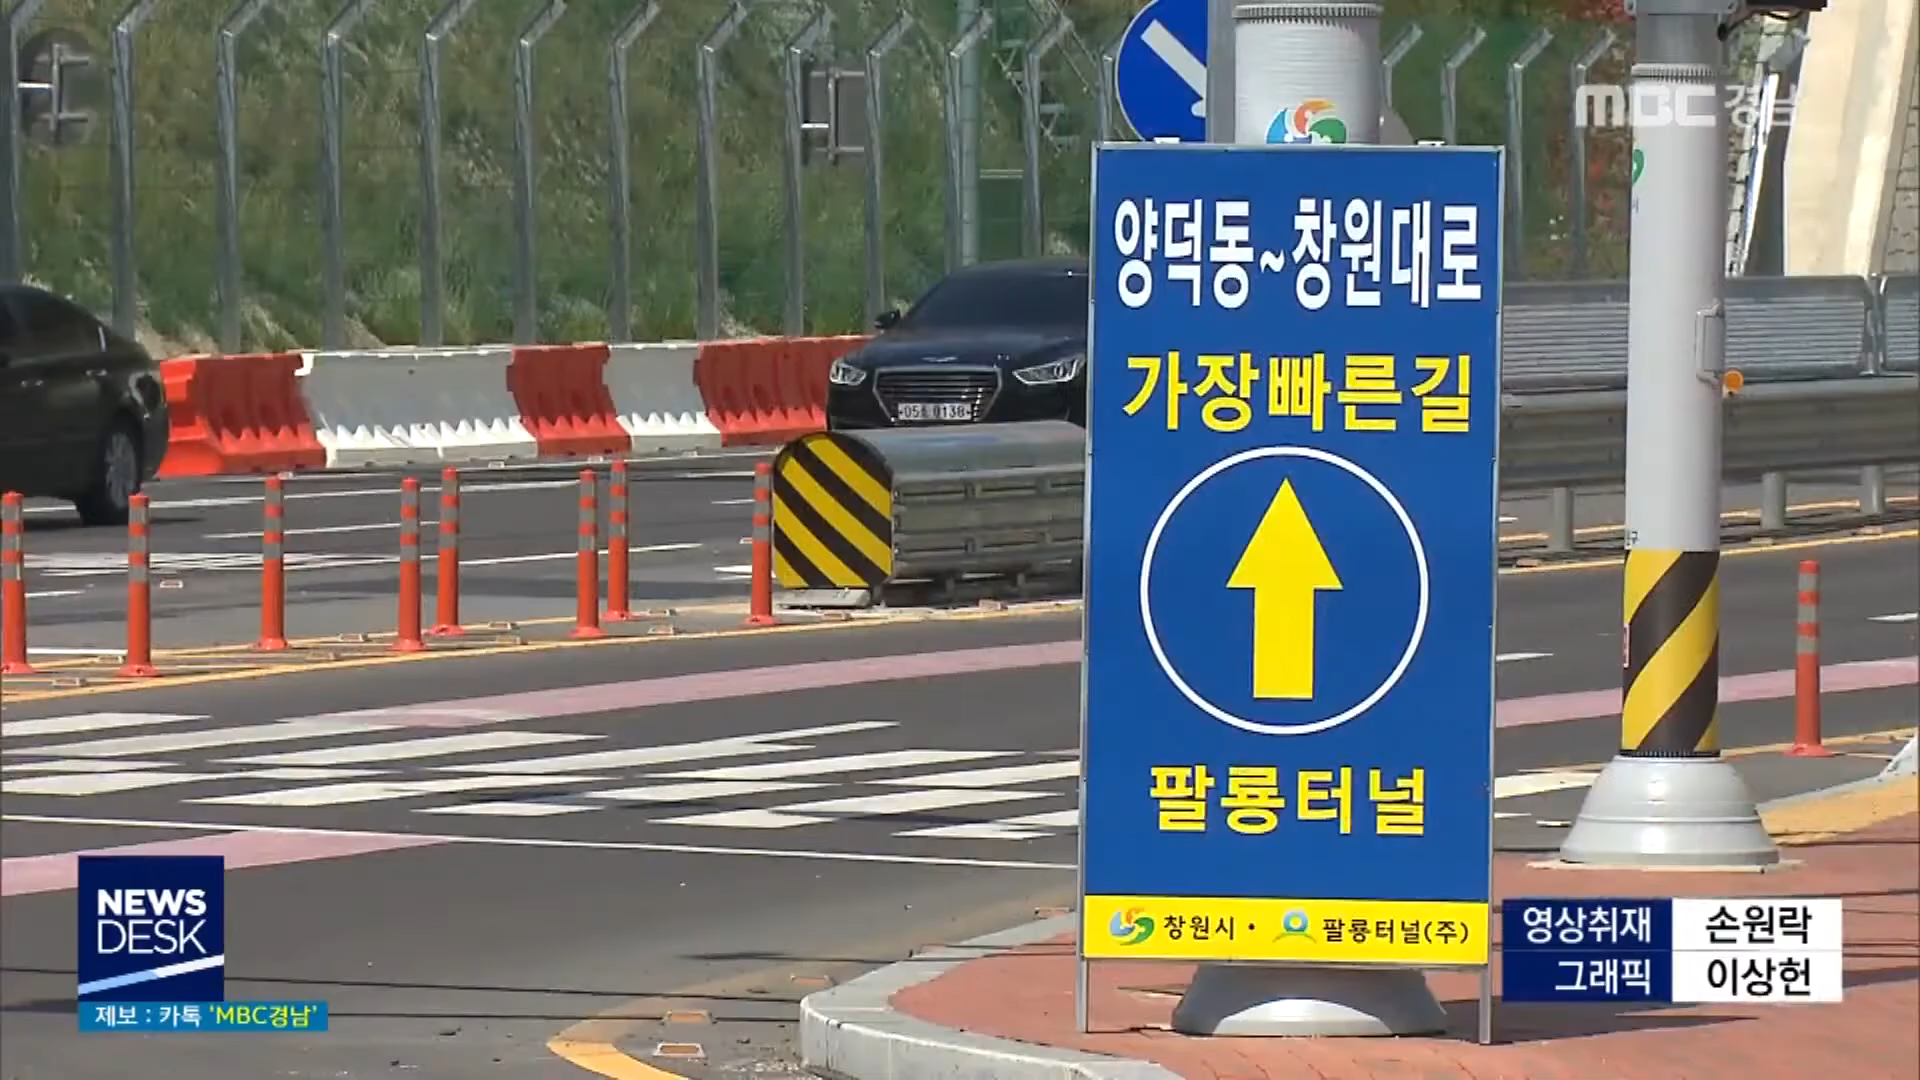 MBC경남
양덕동~창원대로
가장빠른길
팔룡터널
창원시· 팔룡터널(주)
NEWS
DESK
제보 : 카톡 'MBC경남'
영상취재 손원락
그래픽 이상헌